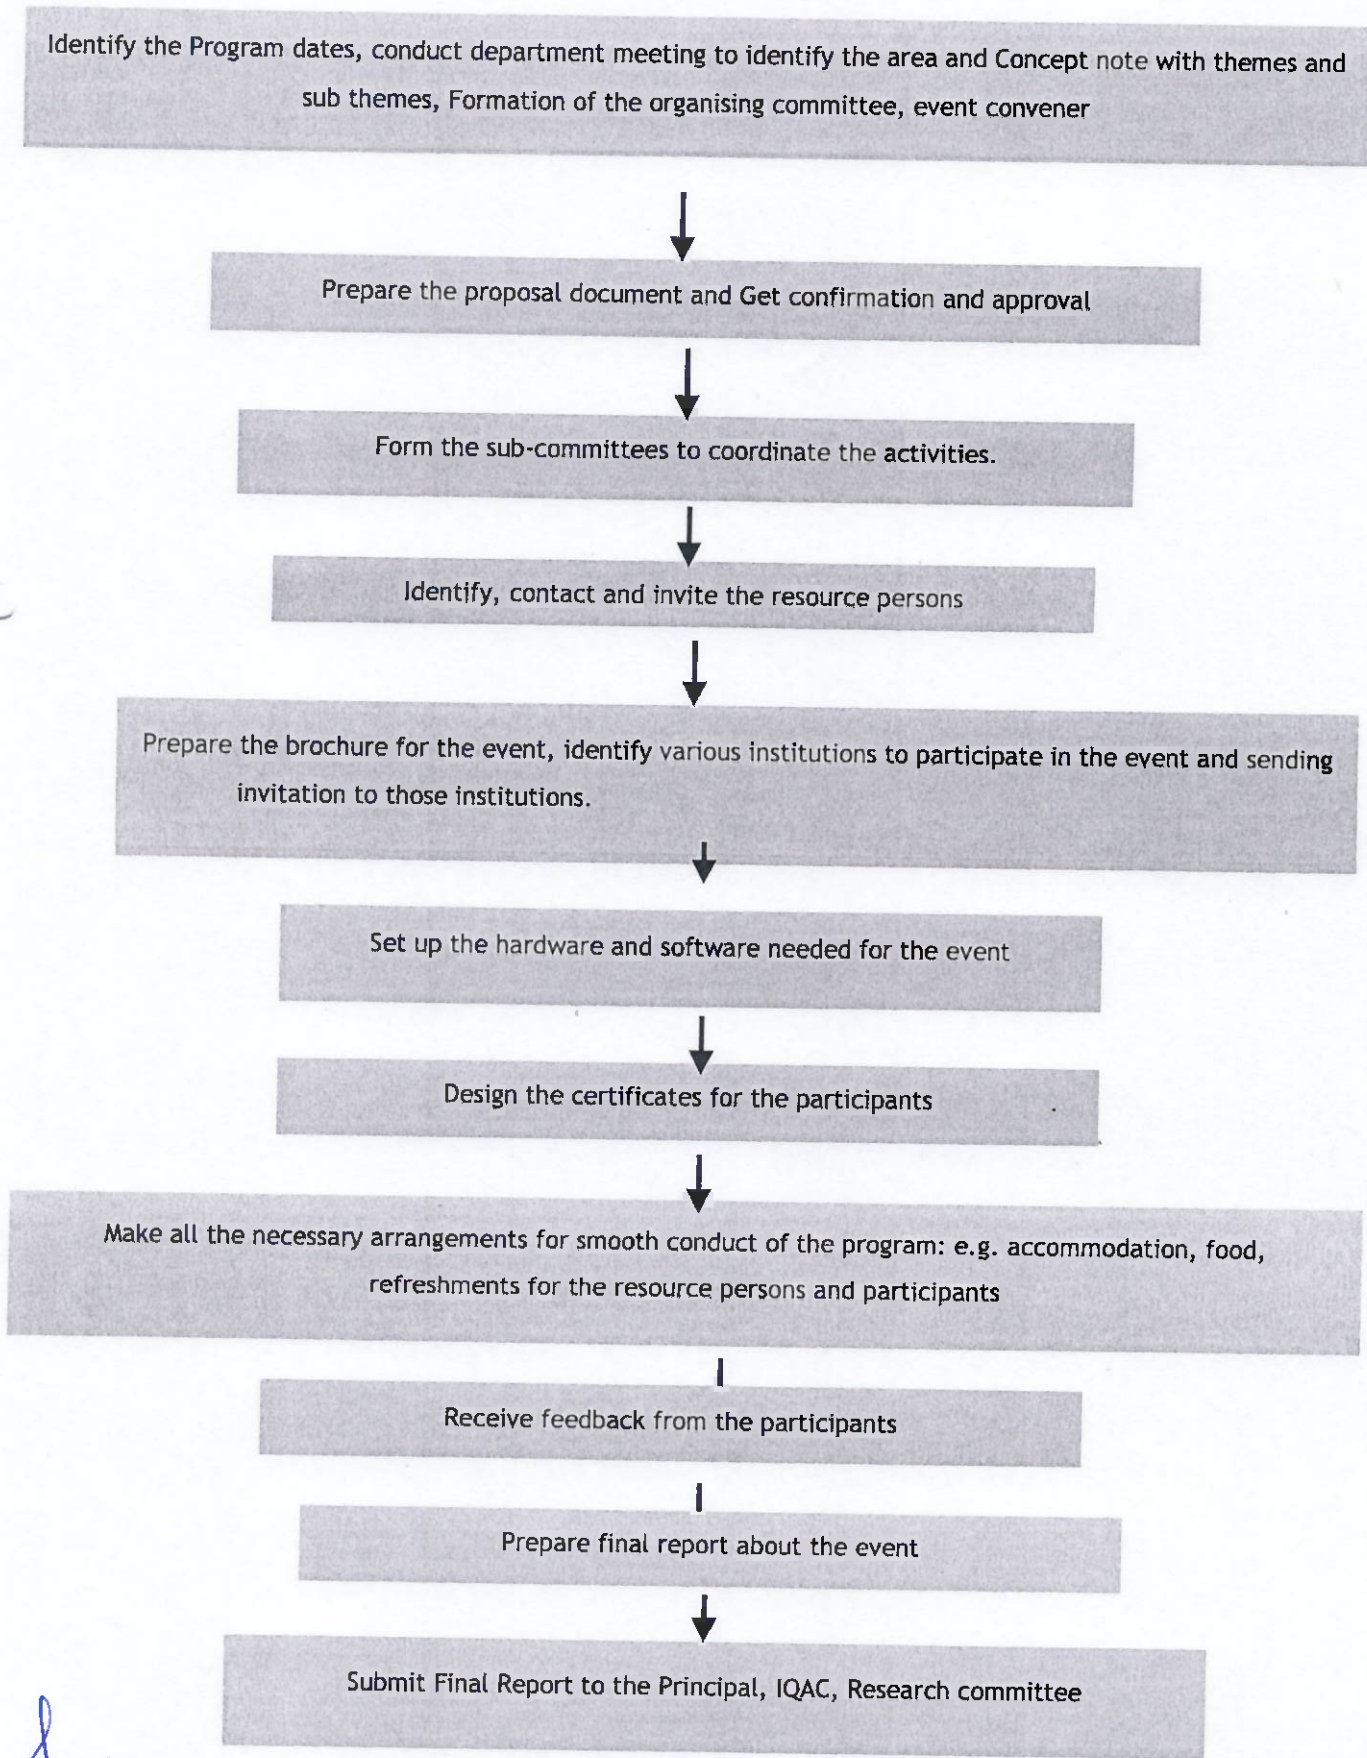 Identify the Program dates, conduct department meeting to identify the area and Concept note with themes and
sub themes, Formation of the organising committee, event convener
Prepare the proposal document and Get confirmation and approval
Form the sub-committees to coordinate the activities.
Identify, contact and invite the resource persons
Prepare the brochure for the event, identify various institutions to participate in the event and sending
invitation to those institutions.
Set up the hardware and software needed for the event
Design the certificates for the participants
Make all the necessary arrangements for smooth conduct of the program: e.g. accommodation, food,
refreshments for the resource persons and participants
Receive feedback from the participants
Prepare final report about the event
Submit Final Report to the Principal, IQAC, Research committee